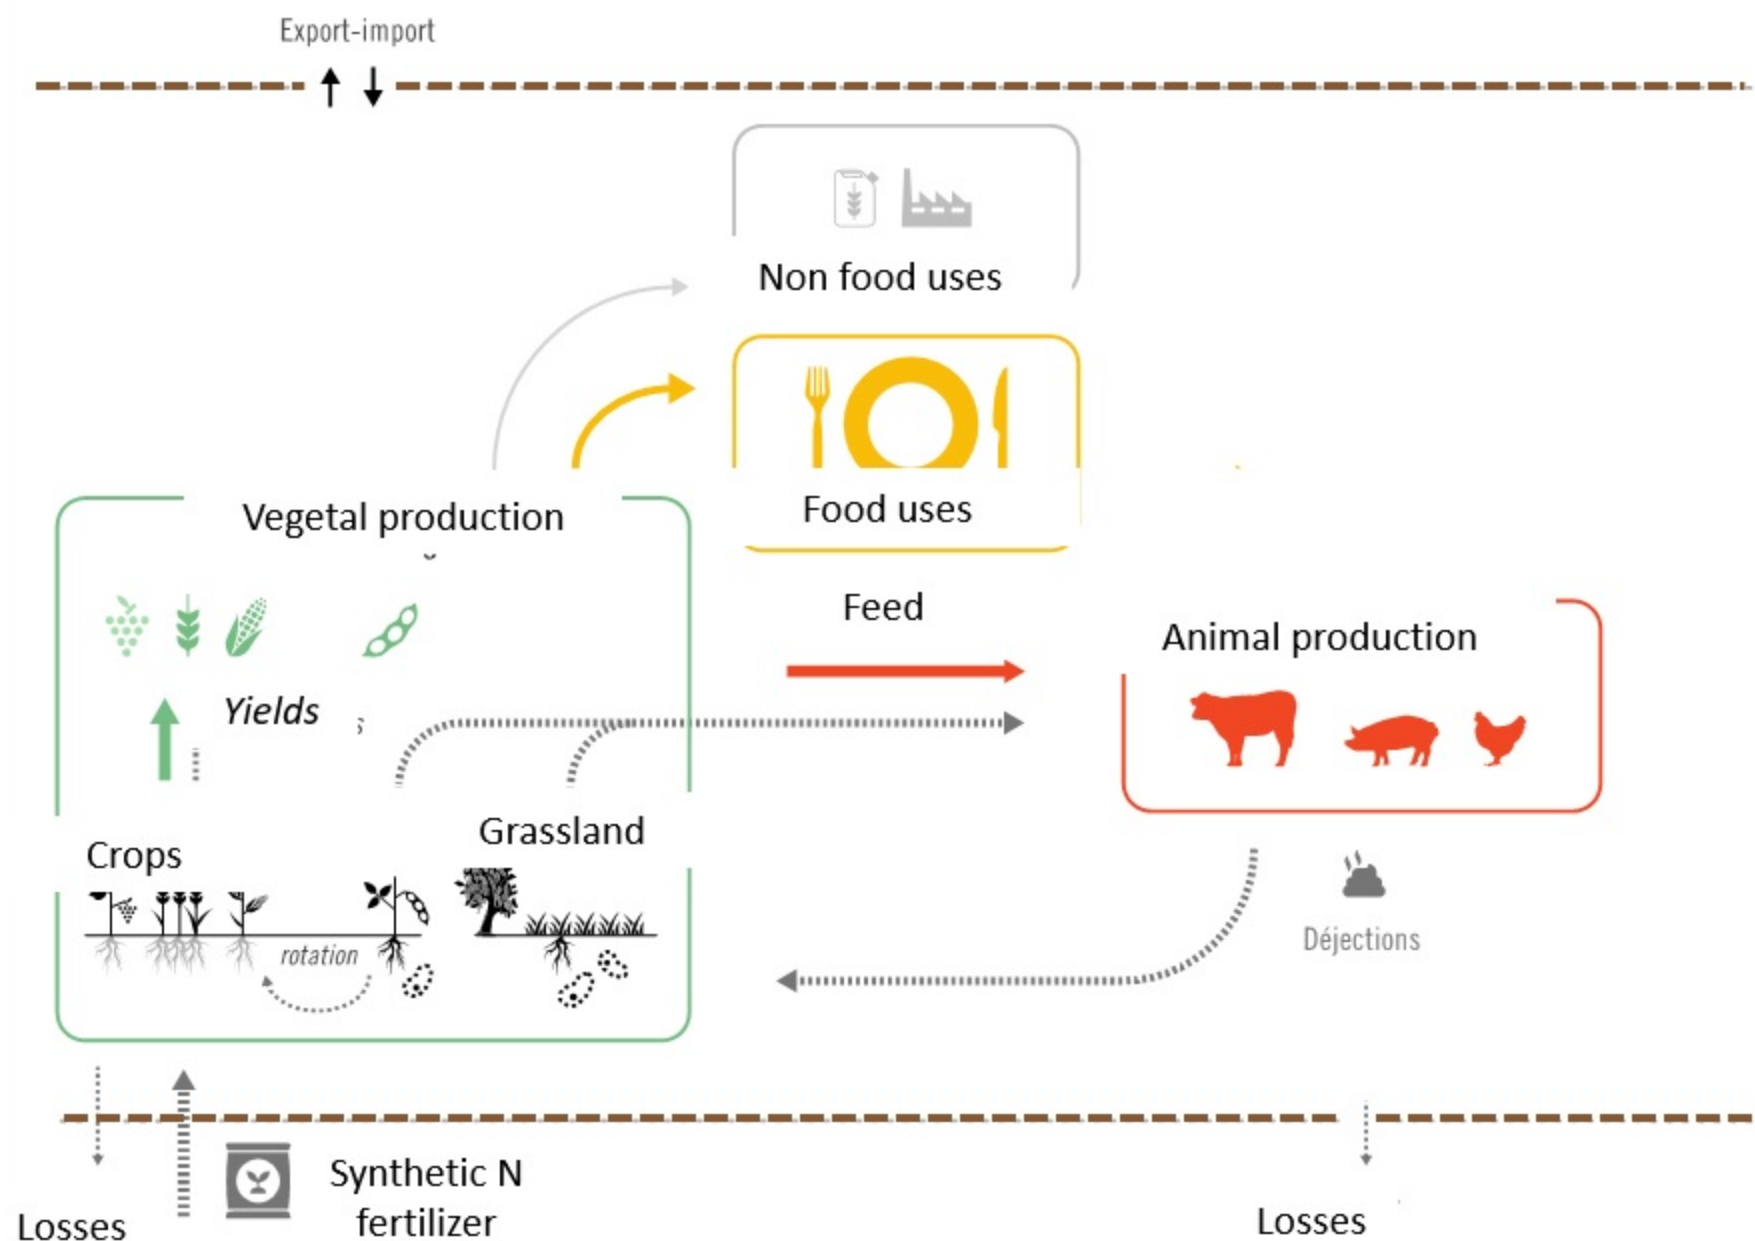 Export-import
Non food uses
Food uses
Vegetal production
Feed
Animal production
Yields
Grassland
Crops
rotation
Déjections
Synthetic N
fertilizer
Losses
Losses